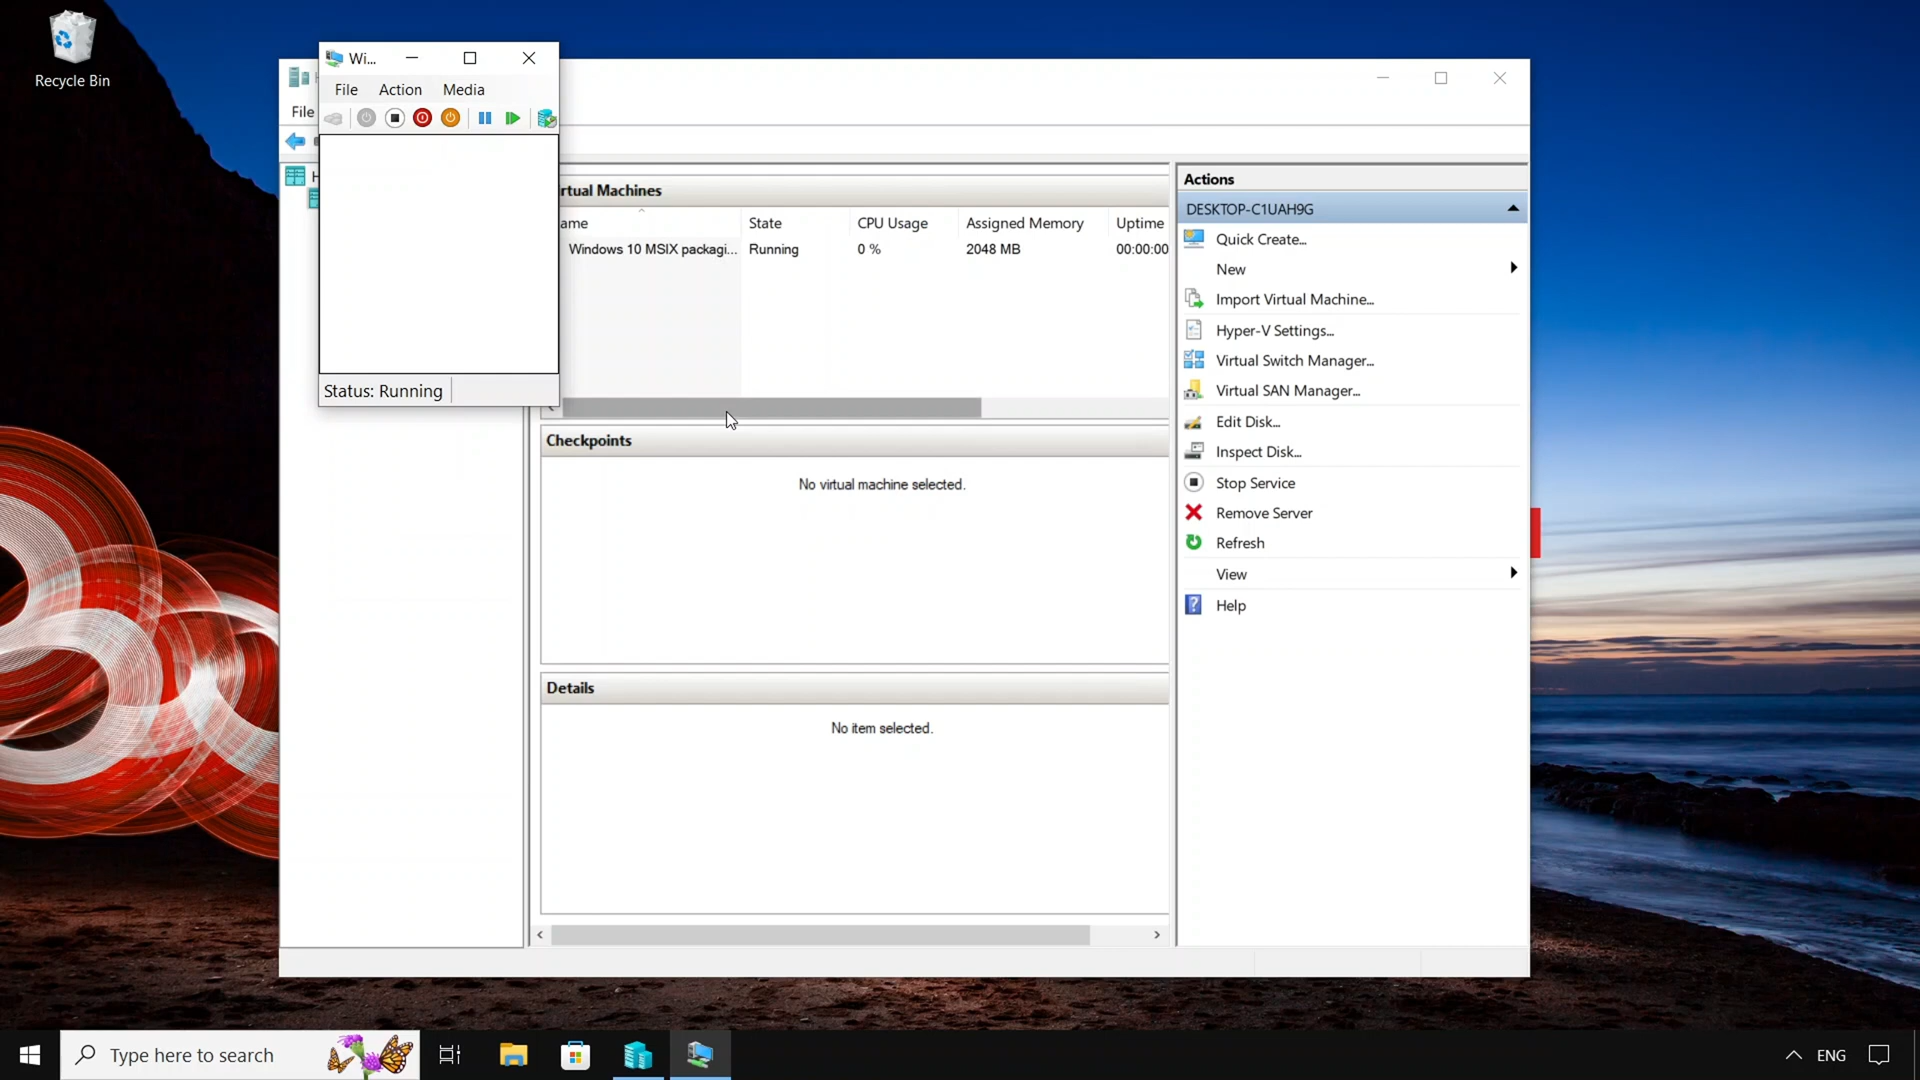 Recycle Bin
Wi...
File Action Media
Status: Running
File
rtual Machines
ame State CPU Usage Assigned Memory Uptime
Windows 10 MSIX packagi... Running 0 % 2048 MB 00:00:00
Checkpoints
No virtual machine selected.
Details
No item selected.
Actions
DESKTOP-C1UAH9G
Quick Create...
New
Import Virtual Machine...
Hyper-V Settings...
Virtual Switch Manager...
Virtual SAN Manager...
Edit Disk...
Inspect Disk...
Stop Service
Remove Server
Refresh
View
Help
Type here to search
ENG